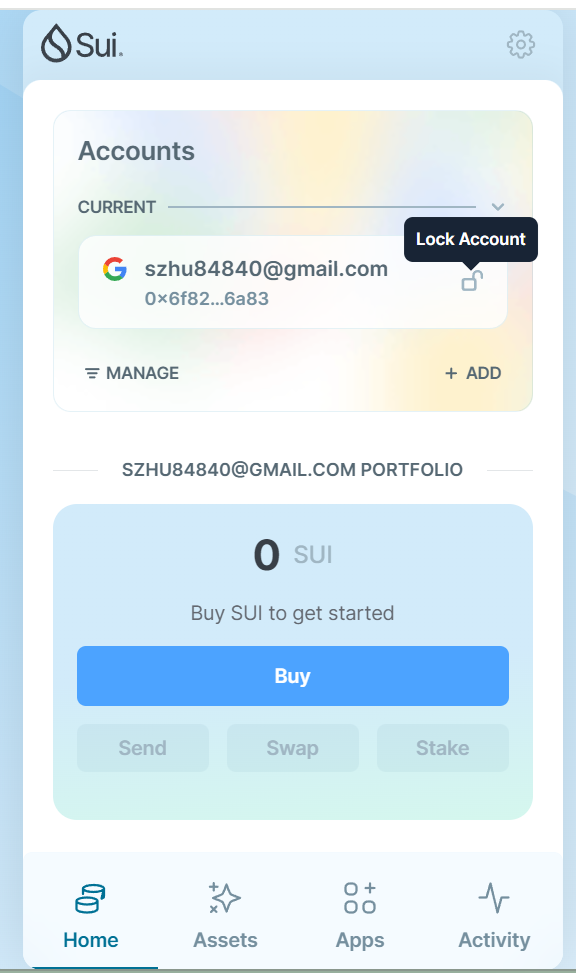 Sui
Accounts
CURRENT
Lock Account
szhu84840@gmail.com
0×6f82…6a83
MANAGE
+ ADD
SZHU84840@GMAIL.COM PORTFOLIO
0 SUI
Buy SUI to get started
Buy
Send Swap Stake
Home Assets Apps Activity